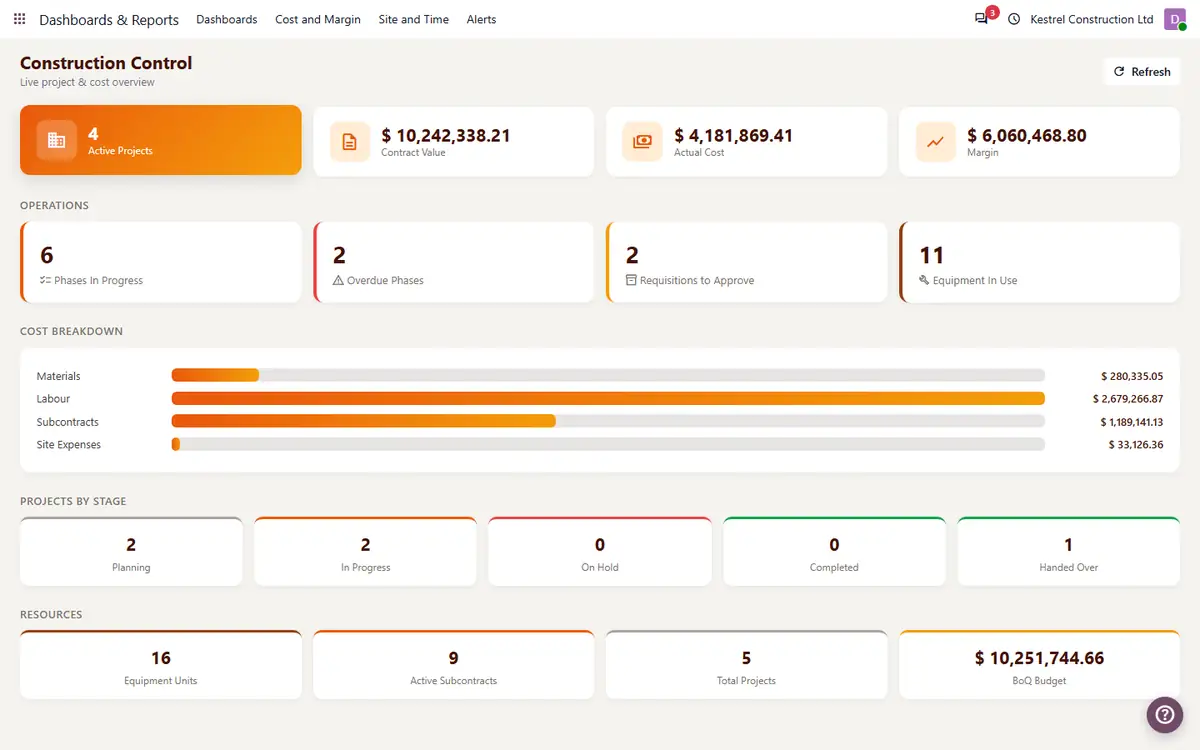 Dashboards & Reports Dashboards Cost and Margin Site and Time Alerts 3 Kestrel Construction Ltd D
Construction Control
Live project & cost overview
Refresh
4
Active Projects
$ 10,242,338.21
Contract Value
$ 4,181,869.41
Actual Cost
$ 6,060,468.80
Margin
OPERATIONS
6
Phases In Progress
2
Overdue Phases
2
Requisitions to Approve
11
Equipment In Use
COST BREAKDOWN
Materials $ 280,335.05
Labour $ 2,679,266.87
Subcontracts $ 1,189,141.13
Site Expenses $ 33,126.36
PROJECTS BY STAGE
2
Planning
2
In Progress
0
On Hold
0
Completed
1
Handed Over
RESOURCES
16
Equipment Units
9
Active Subcontracts
5
Total Projects
$ 10,251,744.66
BoQ Budget